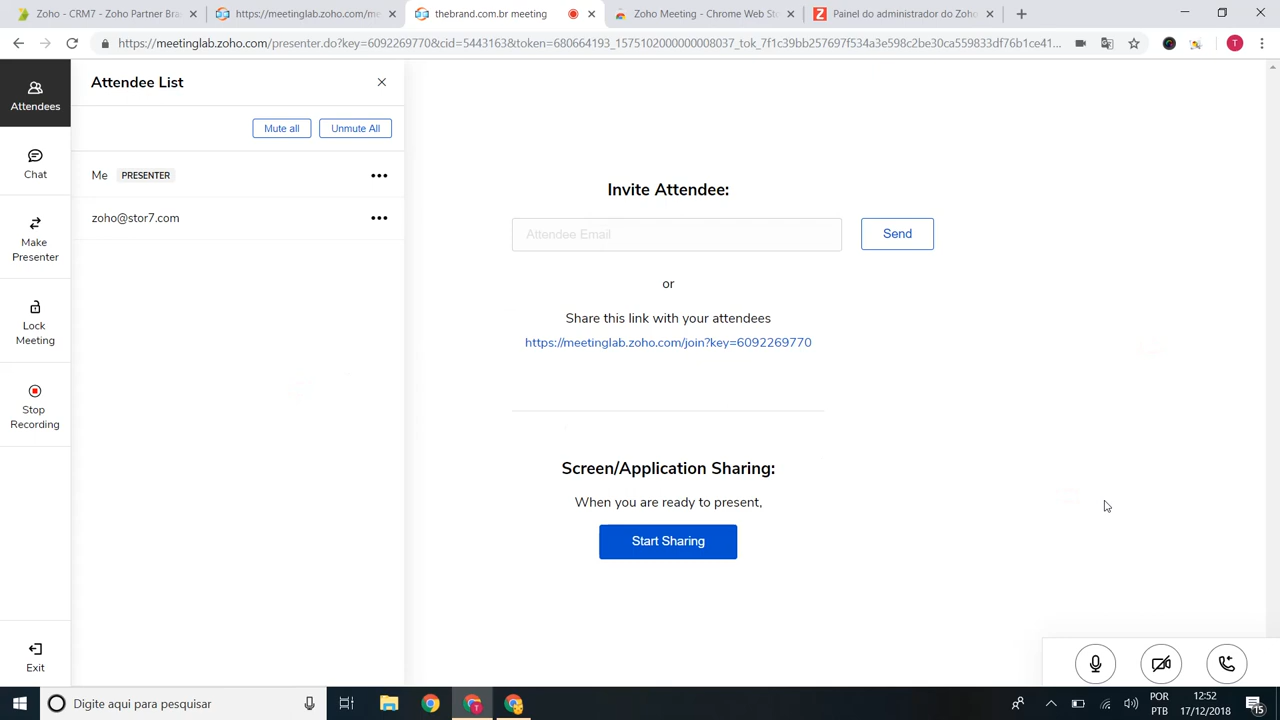 Zoho - CRM7 - Zoho Partner Bra
https://meetinglab.zoho.com/me
thebrand.com.br meeting
Zoho Meeting - Chrome Web Sto
Painel do administrador do Zoho
https://meetinglab.zoho.com/presenter.do?key=6092269770&cid=5443163&token=680664193_1575102000000008037_tok_7f1c39bb257697f534a3e598c2be30ca559833df76b1ce41...
T
Attendees
Chat
Make
Presenter
Lock
Meeting
Stop
Recording
Exit
Attendee List
Mute all
Unmute All
Me PRESENTER
zoho@stor7.com
Invite Attendee:
Attendee Email
Send
or
Share this link with your attendees
https://meetinglab.zoho.com/join?key=6092269770
Screen/Application Sharing:
When you are ready to present,
Start Sharing
Digite aqui para pesquisar
POR
PTB
12:52
17/12/2018
15